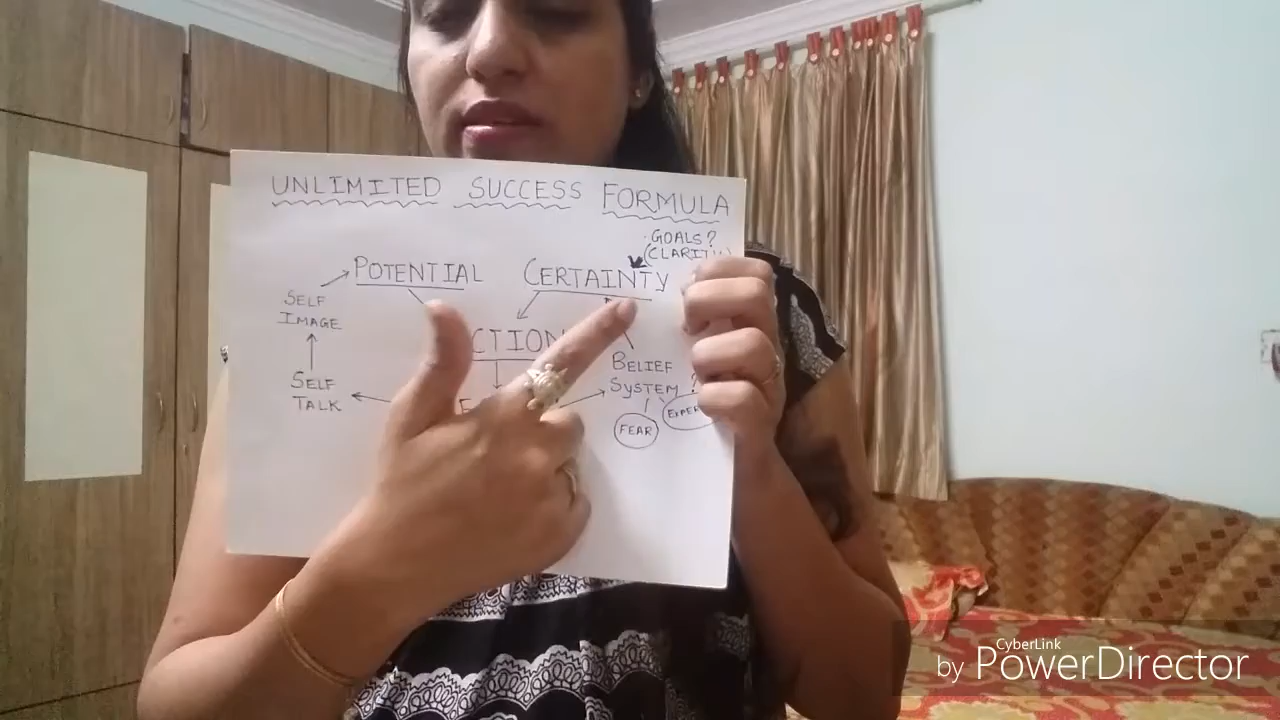 UNLIMITED SUCCESS FORMULA
GOALS?
POTENTIAL CERTAINTY
SELF
IMAGE
BELIEF
SYSTEM ?
SELF
TALK
FEAR
CyberLink
by PowerDirector